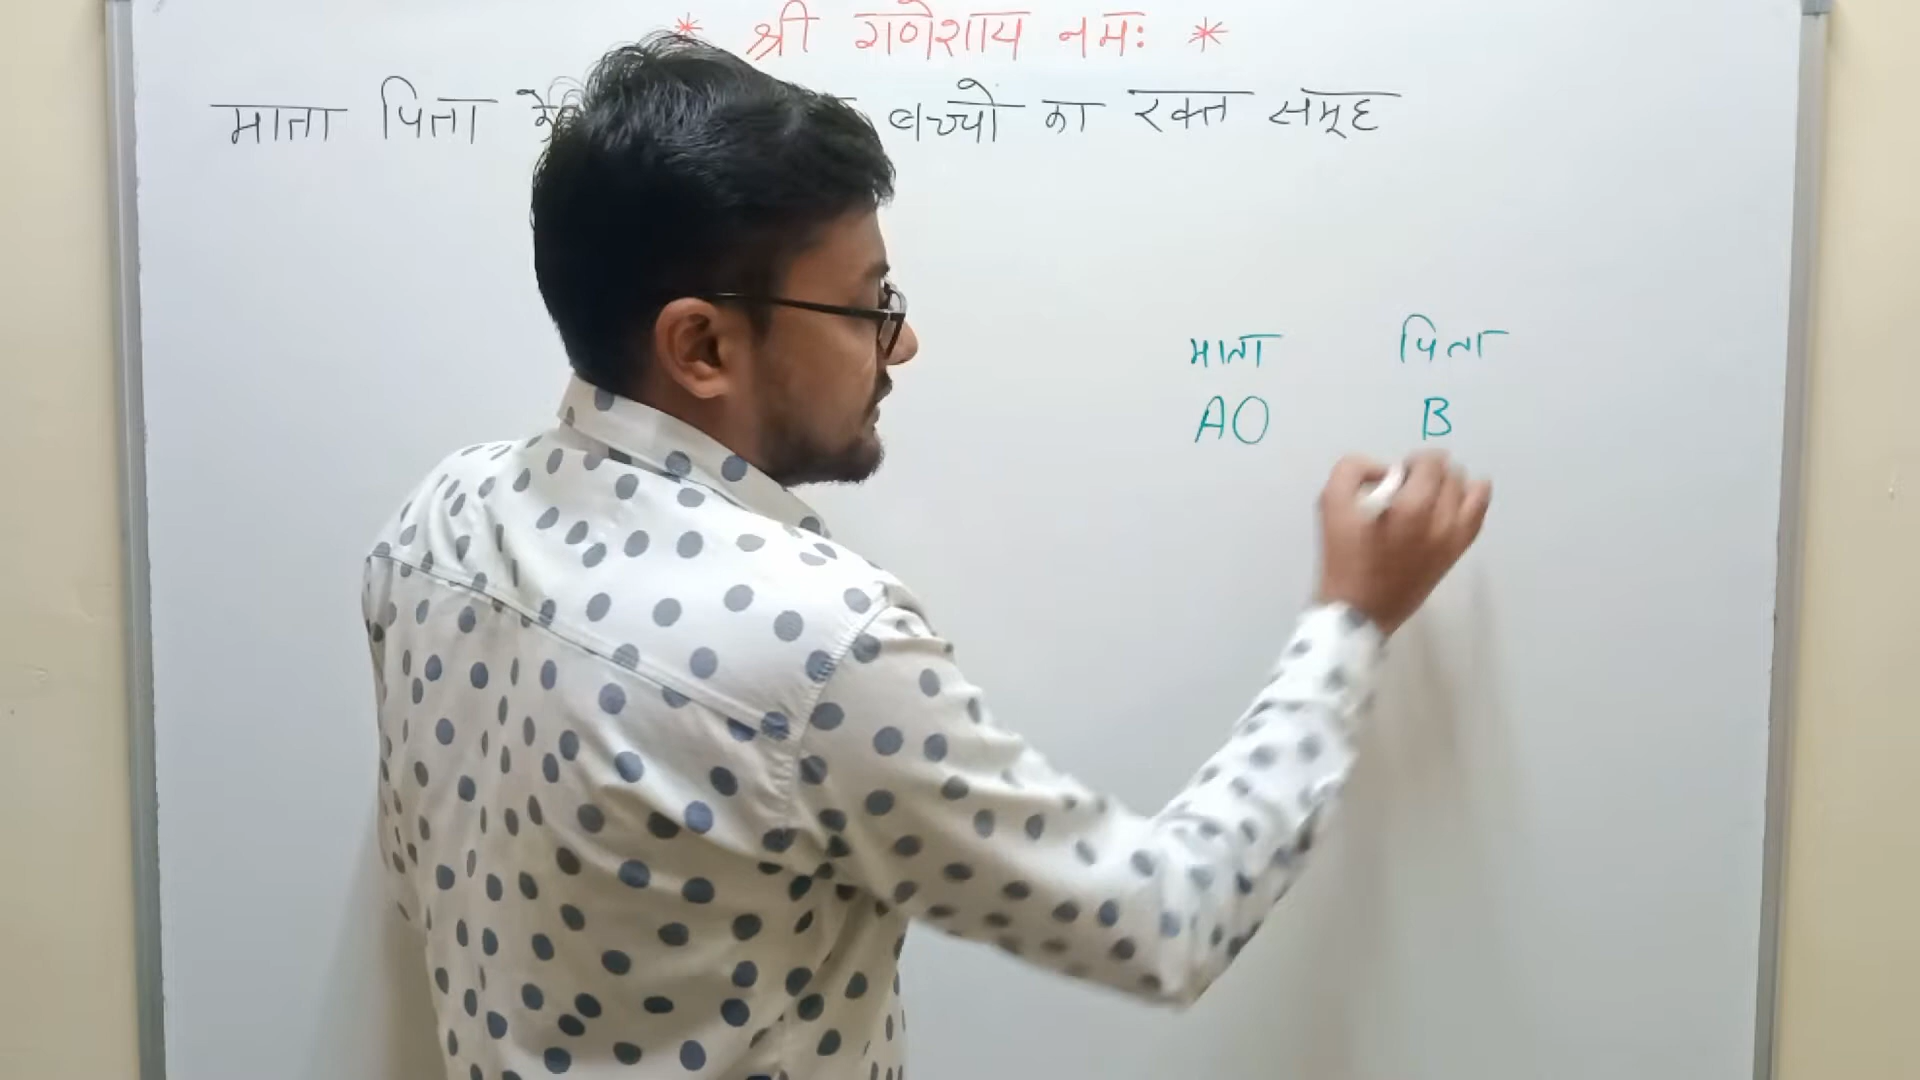 * श्री गणेशाय नमः *
माता पिता बच्चो का रक्त समूह
माता पिता
AO B